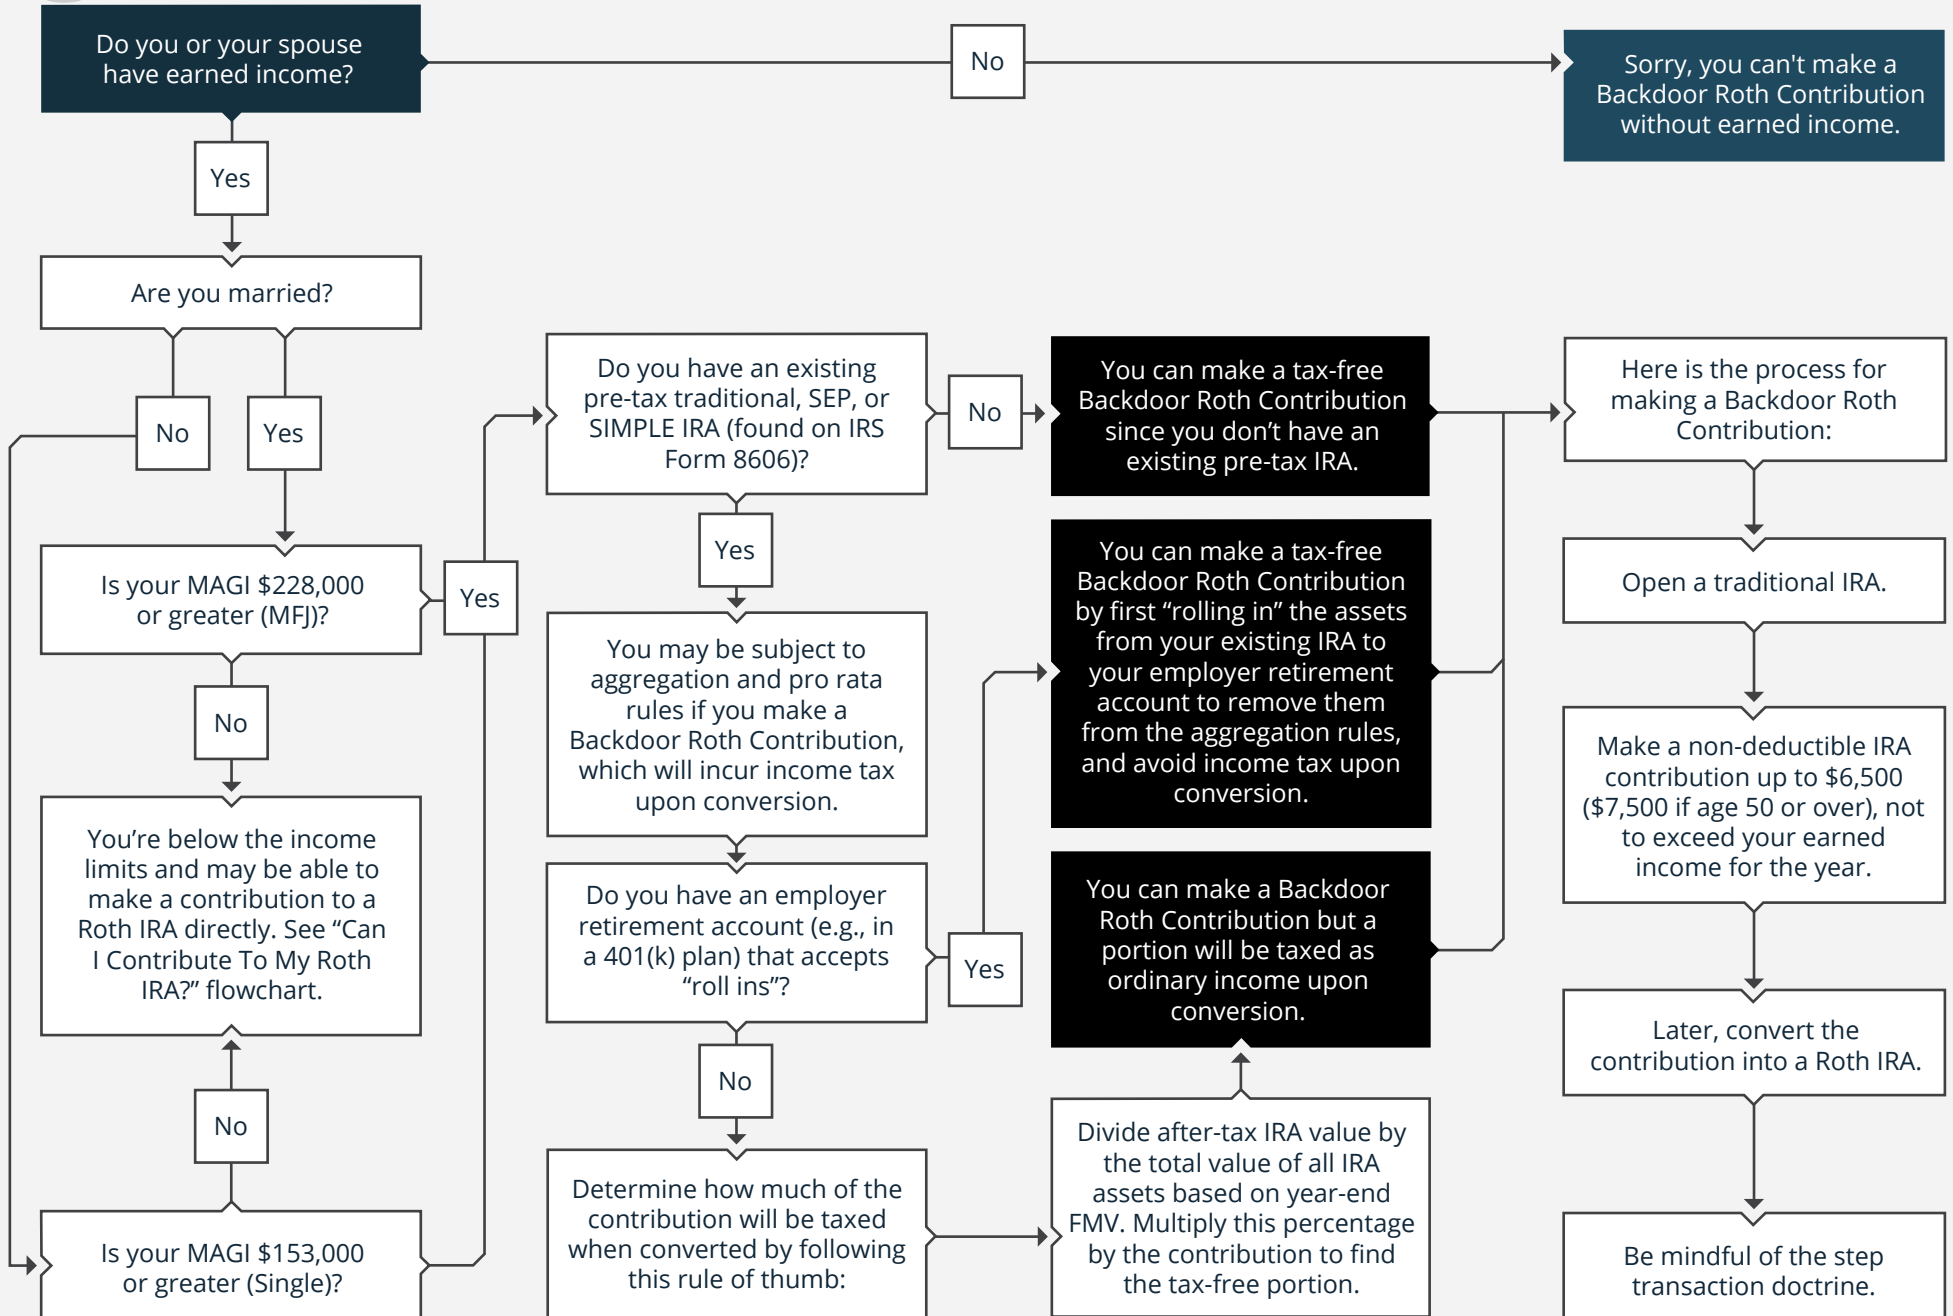 Do you or your spouse
have earned income?
No
Sorry, you can't make a
Backdoor Roth Contribution
without earned income.
Yes
Are you married?
No
Yes
Is your MAGI $228,000
or greater (MFJ)?
Yes
No
You’re below the income
limits and may be able to
make a contribution to a
Roth IRA directly. See “Can
I Contribute To My Roth
IRA?” flowchart.
No
Is your MAGI $153,000
or greater (Single)?
Do you have an existing
pre-tax traditional, SEP, or
SIMPLE IRA (found on IRS
Form 8606)?
No
Yes
You may be subject to
aggregation and pro rata
rules if you make a
Backdoor Roth Contribution,
which will incur income tax
upon conversion.
Do you have an employer
retirement account (e.g., in
a 401(k) plan) that accepts
“roll ins”?
Yes
No
Determine how much of the
contribution will be taxed
when converted by following
this rule of thumb:
You can make a tax-free
Backdoor Roth Contribution
since you don’t have an
existing pre-tax IRA.
You can make a tax-free
Backdoor Roth Contribution
by first “rolling in” the assets
from your existing IRA to
your employer retirement
account to remove them
from the aggregation rules,
and avoid income tax upon
conversion.
You can make a Backdoor
Roth Contribution but a
portion will be taxed as
ordinary income upon
conversion.
Divide after-tax IRA value by
the total value of all IRA
assets based on year-end
FMV. Multiply this percentage
by the contribution to find
the tax-free portion.
Here is the process for
making a Backdoor Roth
Contribution:
Open a traditional IRA.
Make a non-deductible IRA
contribution up to $6,500
($7,500 if age 50 or over), not
to exceed your earned
income for the year.
Later, convert the
contribution into a Roth IRA.
Be mindful of the step
transaction doctrine.